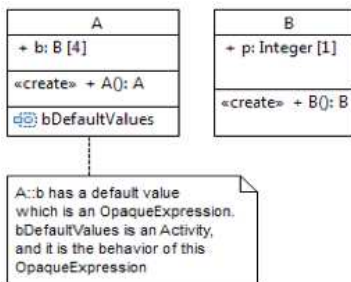 A
+ b: B [4]
«create» + A(): A
bDefaultValues
B
+ p: Integer [1]
«create» + B(): B
A::b has a default value
which is an OpaqueExpression.
bDefaultValues is an Activity,
and it is the behavior of this
OpaqueExpression